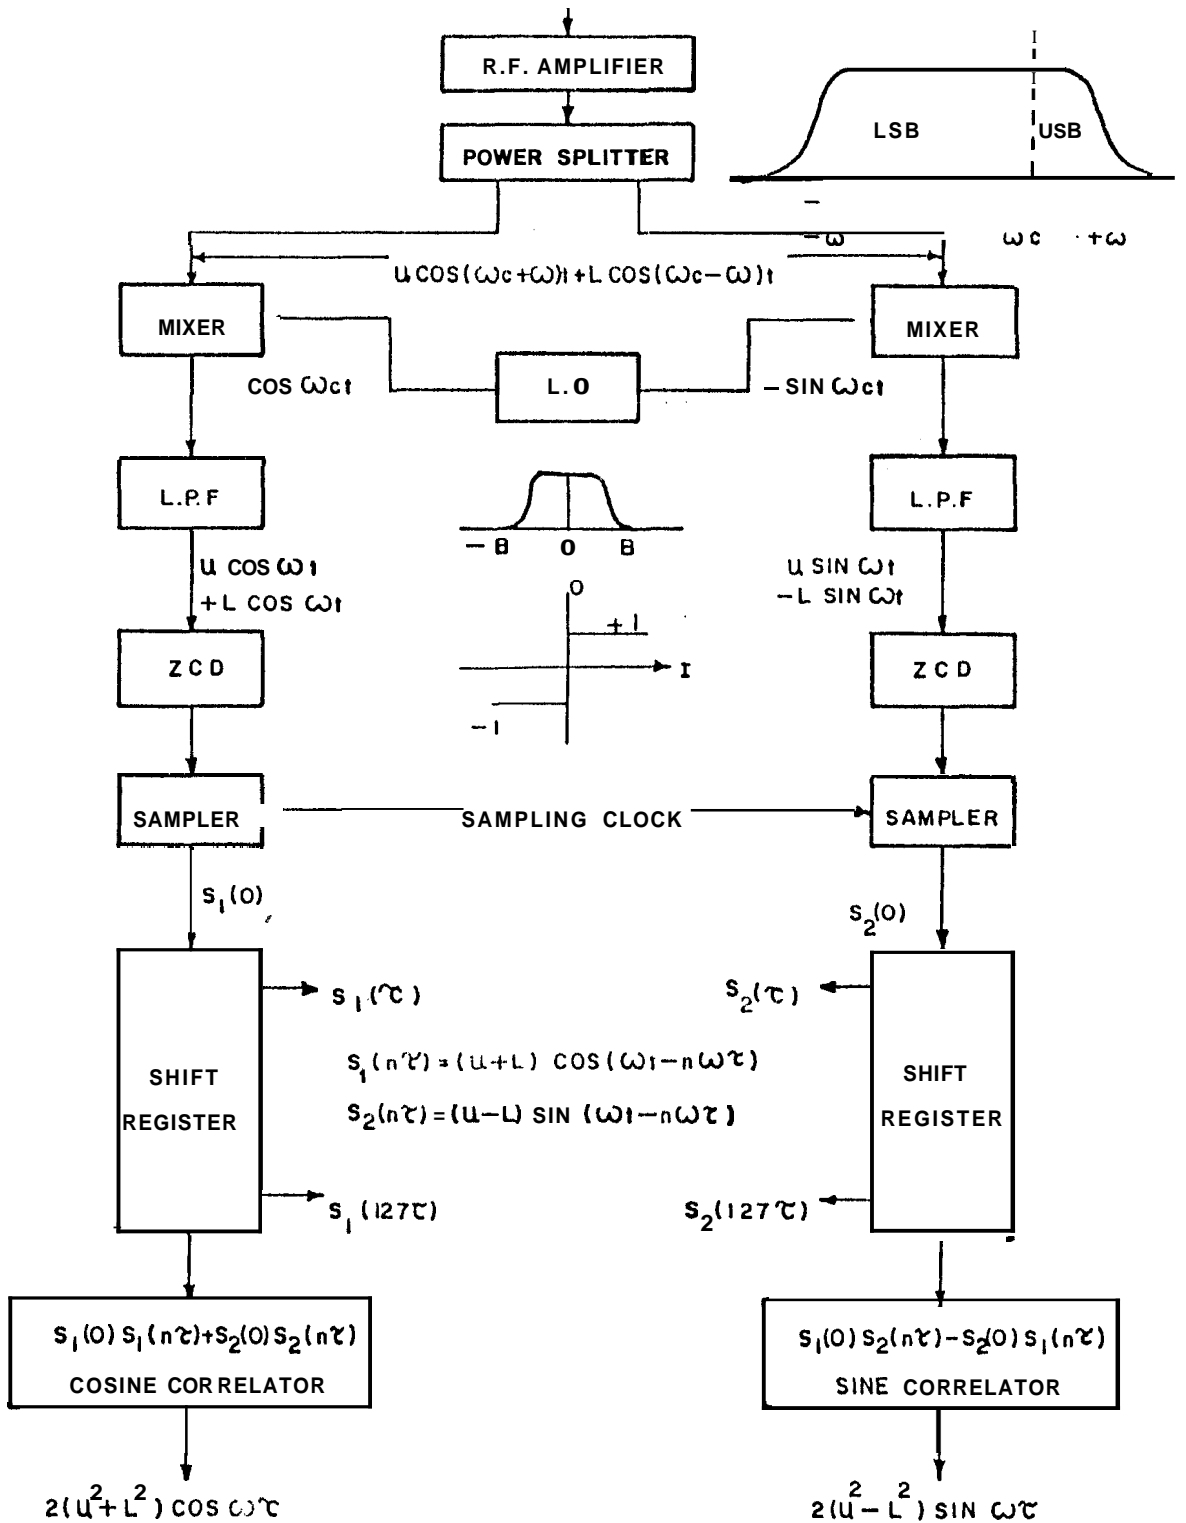 R.F. AMPLIFIER
POWER SPLITTER
I
I
LSB
USB
–
–ω
ωc
+ω
u COS(ωc+ω)t+L COS(ωc–ω)t
MIXER
MIXER
COS ωct
L.O
–SIN ωct
L.P.F
L.P.F
–B
O
B
u COS ωt
+L COS ωt
u SIN ωt
–L SIN ωt
O
+1
I
–1
ZCD
ZCD
SAMPLER
SAMPLING CLOCK
SAMPLER
S1(0)
S2(0)
S1(τ)
S2(τ)
S1(nτ)=(u+L) COS(ωt–nωτ)
S2(nτ)=(u–L) SIN (ωt–nωτ)
SHIFT
REGISTER
SHIFT
REGISTER
S1(127τ)
S2(127τ)
S1(0)S1(nτ)+S2(0)S2(nτ)
COSINE CORRELATOR
S1(0)S2(nτ)–S2(0)S1(nτ)
SINE CORRELATOR
2(u²+L²) COS ωτ
2(u²–L²) SIN ωτ